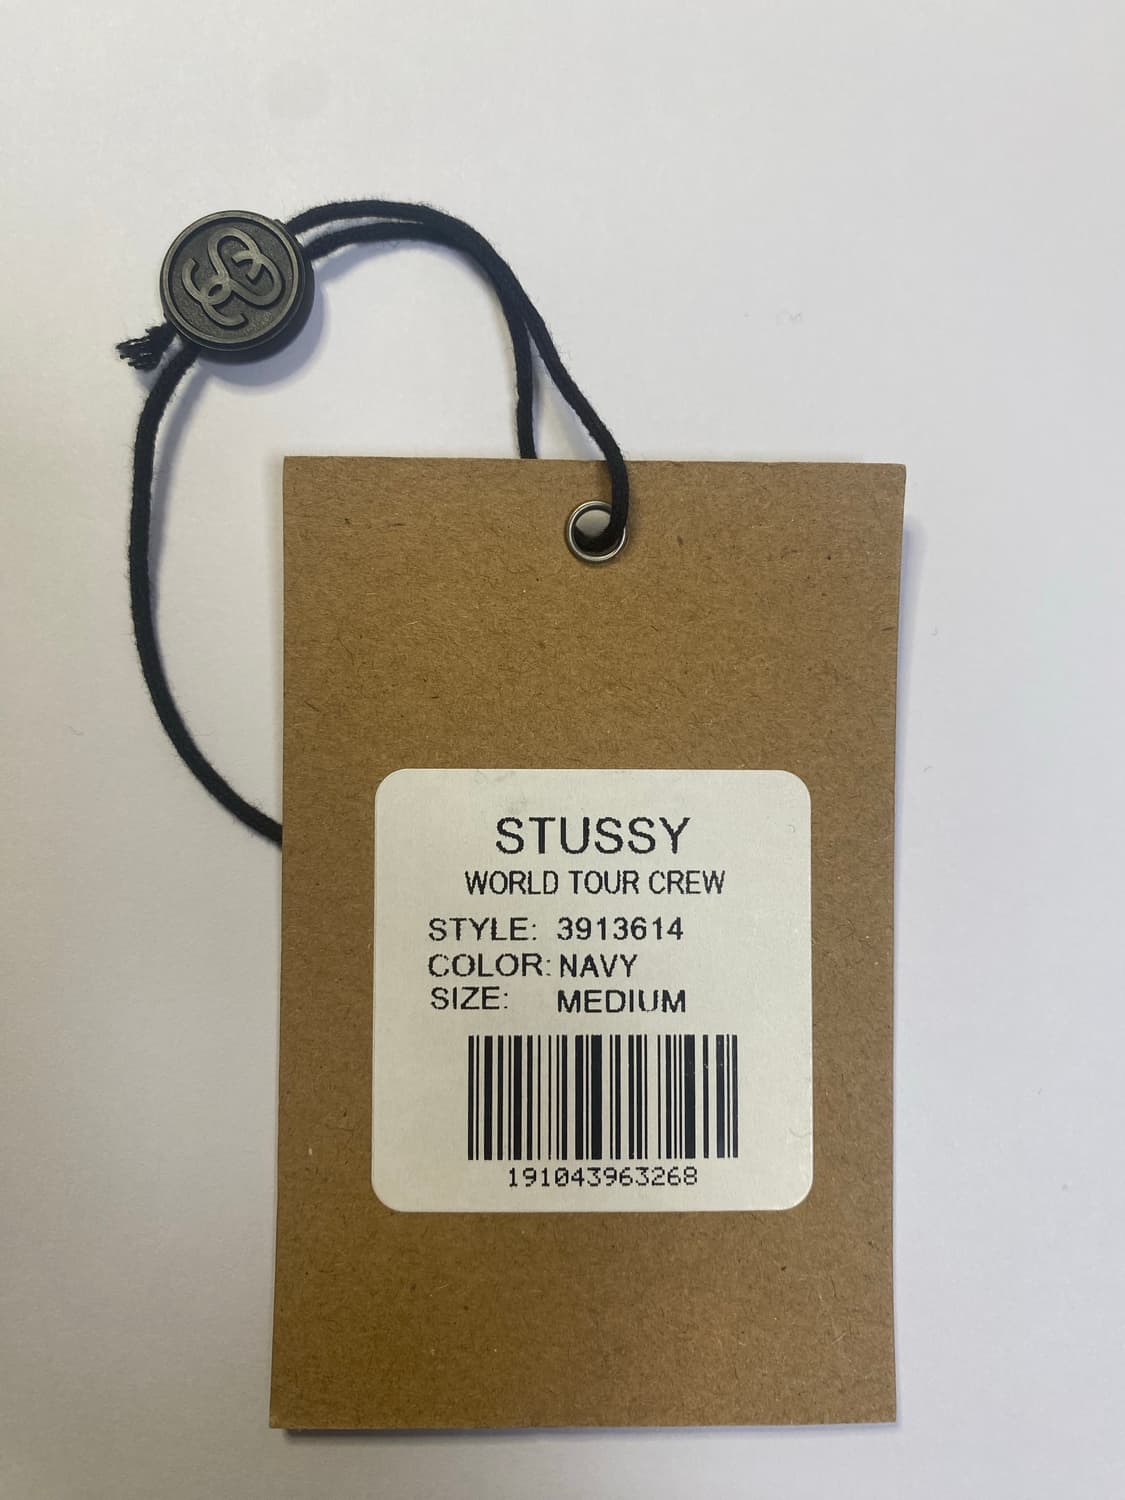 STUSSY
WORLD TOUR CREW
STYLE: 3913614
COLOR: NAVY
SIZE: MEDIUM
191043963268